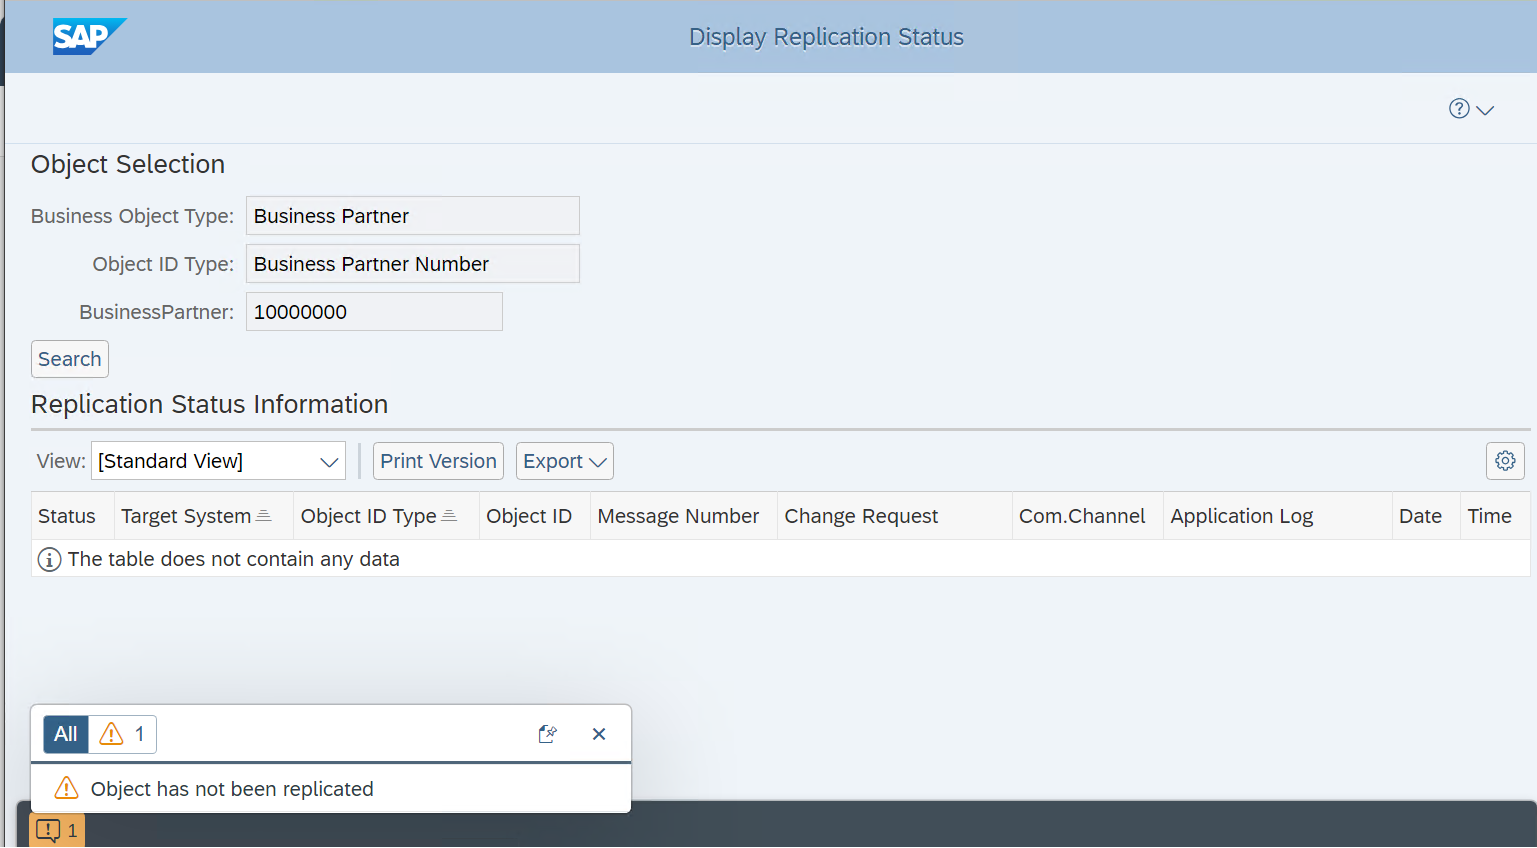 SAP
Display Replication Status
Object Selection
Business Object Type: Business Partner
Object ID Type: Business Partner Number
BusinessPartner: 10000000
Search
Replication Status Information
View: [Standard View] Print Version Export
Status Target System Object ID Type Object ID Message Number Change Request Com.Channel Application Log Date Time
The table does not contain any data
All 1
Object has not been replicated
1